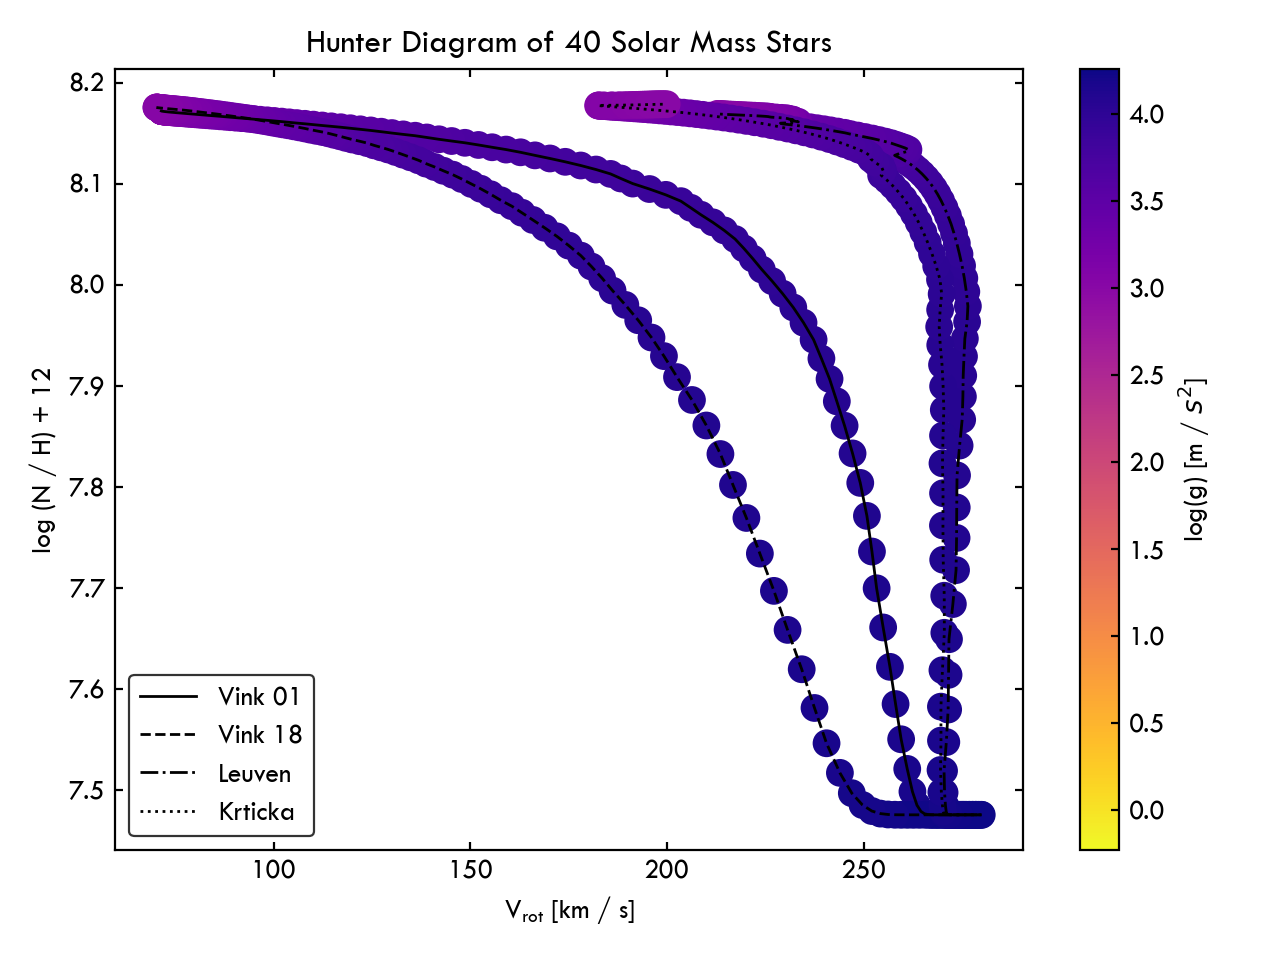 Hunter Diagram of 40 Solar Mass Stars
8.2
8.1
8.0
7.9
7.8
7.7
7.6
7.5
log (N / H) + 12
Vink 01
Vink 18
Leuven
Krticka
100
150
200
250
V_rot [km / s]
4.0
3.5
3.0
2.5
2.0
1.5
1.0
0.5
0.0
log(g) [m / s²]